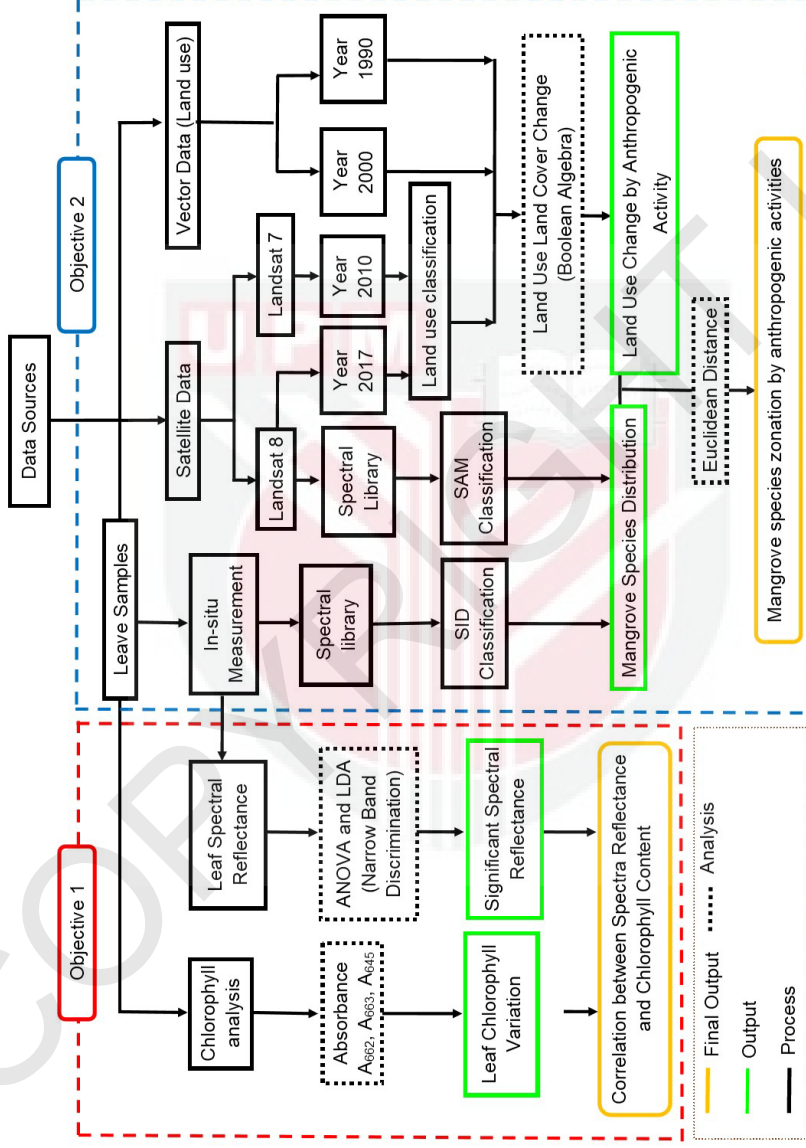 Data Sources
Objective 1
Objective 2
Leave Samples
Satellite Data
Vector Data (Land use)
Chlorophyll
analysis
Leaf Spectral
Reflectance
In-situ
Measurement
Landsat 8
Landsat 7
Absorbance
A662, A663, A645
ANOVA and LDA
(Narrow Band
Discrimination)
Spectral
library
Spectral
Library
Year
2017
Year
2010
Year
2000
Year
1990
Leaf Chlorophyll
Variation
Significant Spectral
Reflectance
SID
Classification
SAM
Classification
Land use classification
Land Use Land Cover Change
(Boolean Algebra)
Correlation between Spectra Reflectance
and Chlorophyll Content
Mangrove Species Distribution
Land Use Change by Anthropogenic
Activity
Euclidean Distance
Mangrove species zonation by anthropogenic activities
Final Output
Analysis
Output
Process
UPM
COPYRIGHT